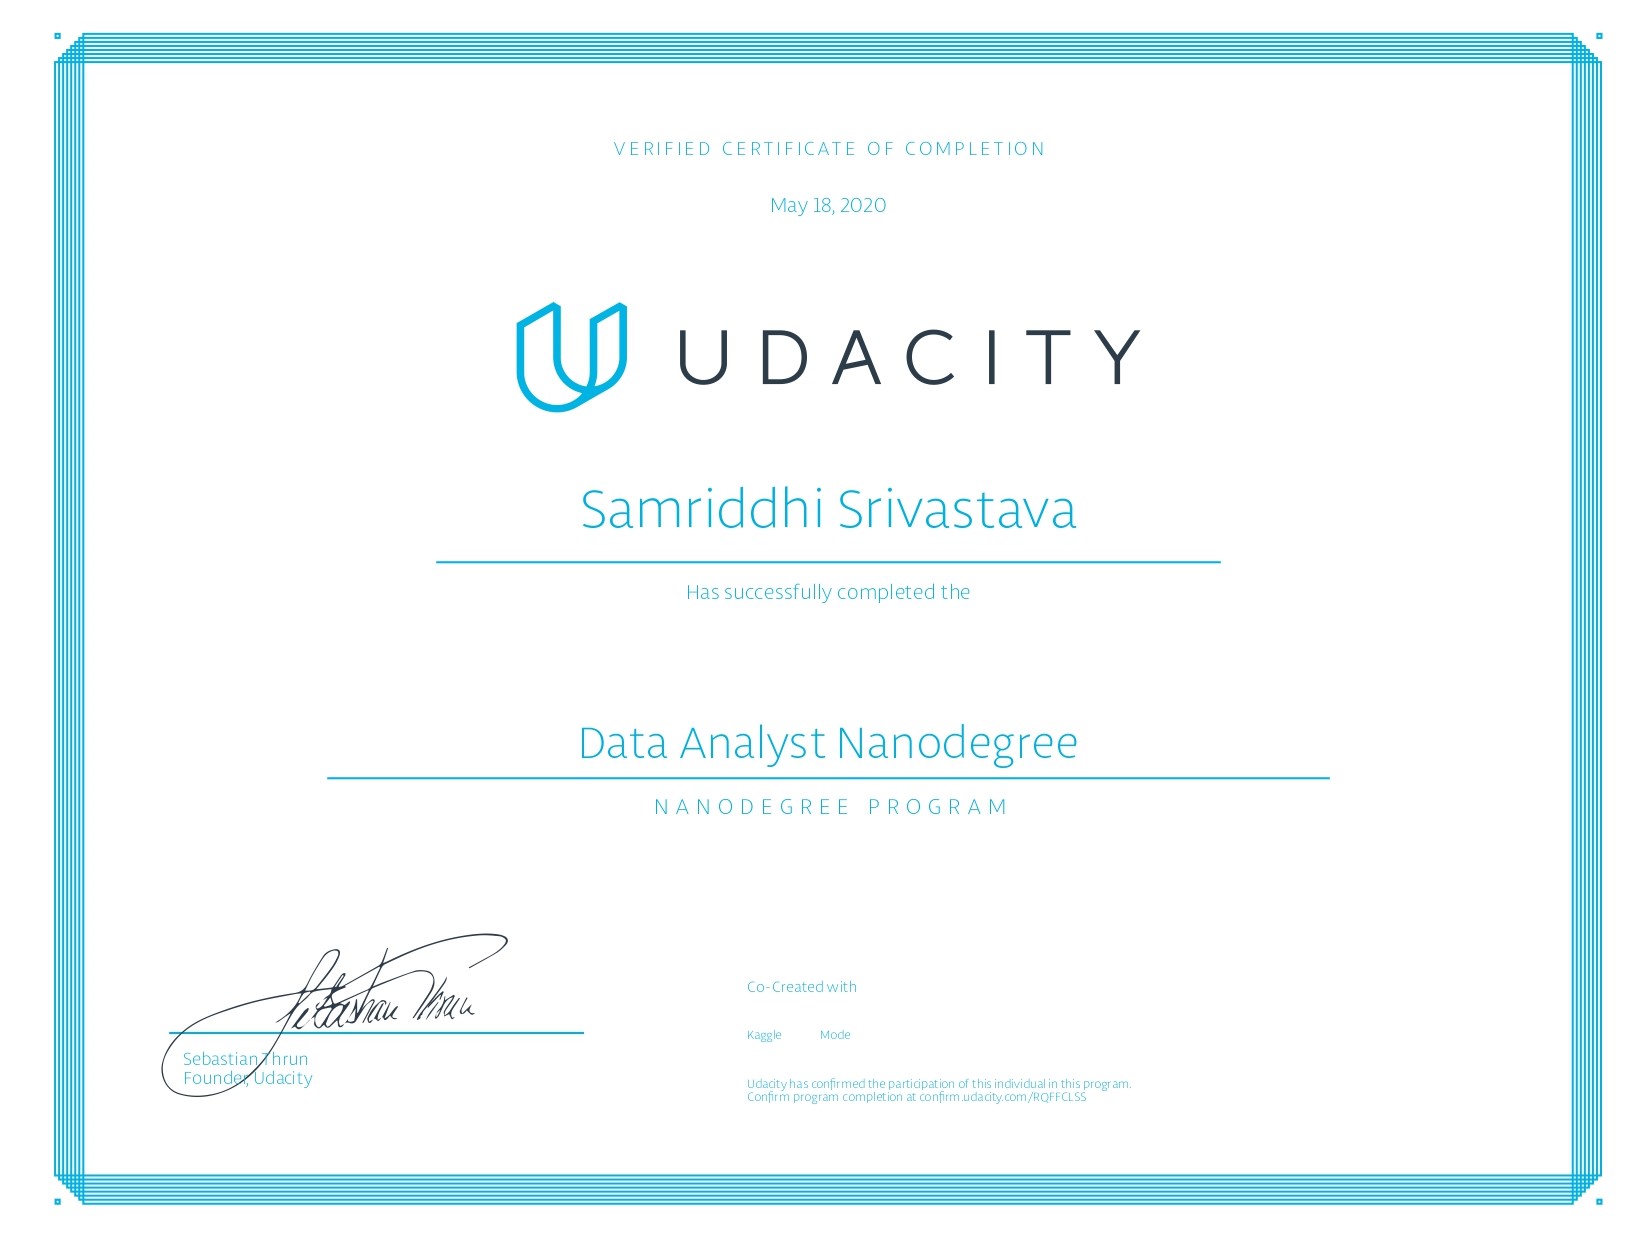 VERIFIED CERTIFICATE OF COMPLETION
May 18, 2020
UDACITY
Samriddhi Srivastava
Has successfully completed the
Data Analyst Nanodegree
NANODEGREE PROGRAM
Sebastian Thrun
Sebastian Thrun
Founder, Udacity
Co-Created with
Kaggle Mode
Udacity has confirmed the participation of this individual in this program.
Confirm program completion at confirm.udacity.com/RQFFCLSS